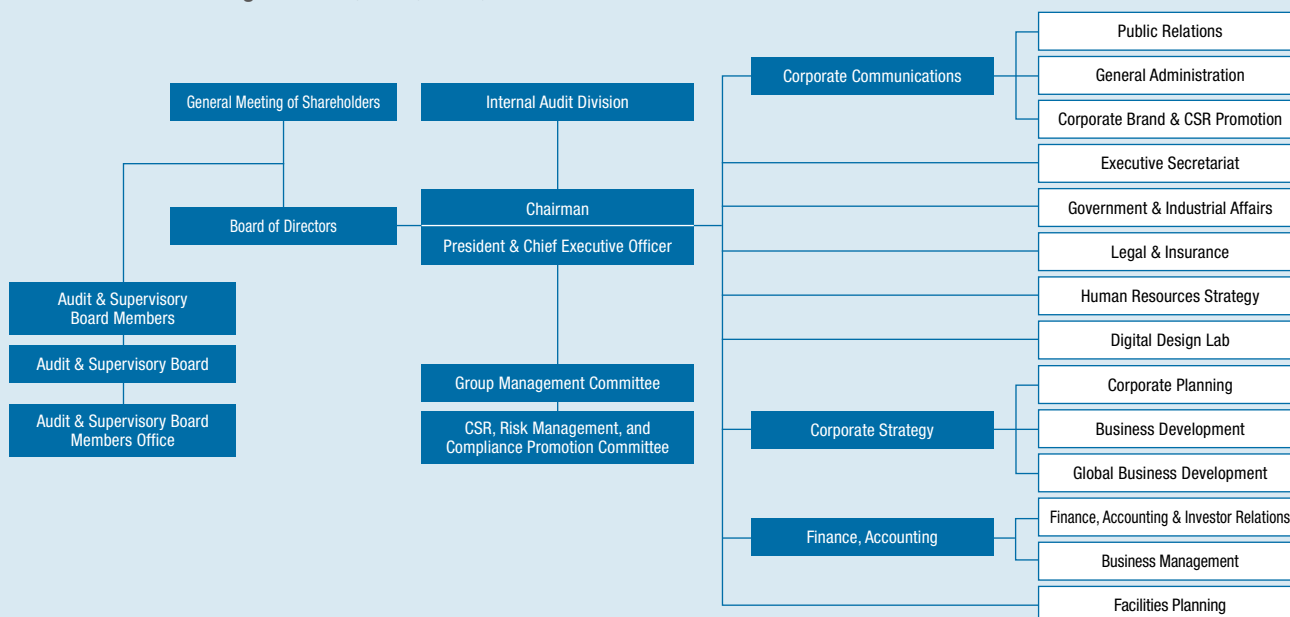 General Meeting of Shareholders
Internal Audit Division
Chairman
President & Chief Executive Officer
Board of Directors
Audit & Supervisory
Board Members
Audit & Supervisory Board
Audit & Supervisory Board
Members Office
Group Management Committee
CSR, Risk Management, and
Compliance Promotion Committee
Corporate Communications
Public Relations
General Administration
Corporate Brand & CSR Promotion
Executive Secretariat
Government & Industrial Affairs
Legal & Insurance
Human Resources Strategy
Digital Design Lab
Corporate Strategy
Corporate Planning
Business Development
Global Business Development
Finance, Accounting
Finance, Accounting & Investor Relations
Business Management
Facilities Planning